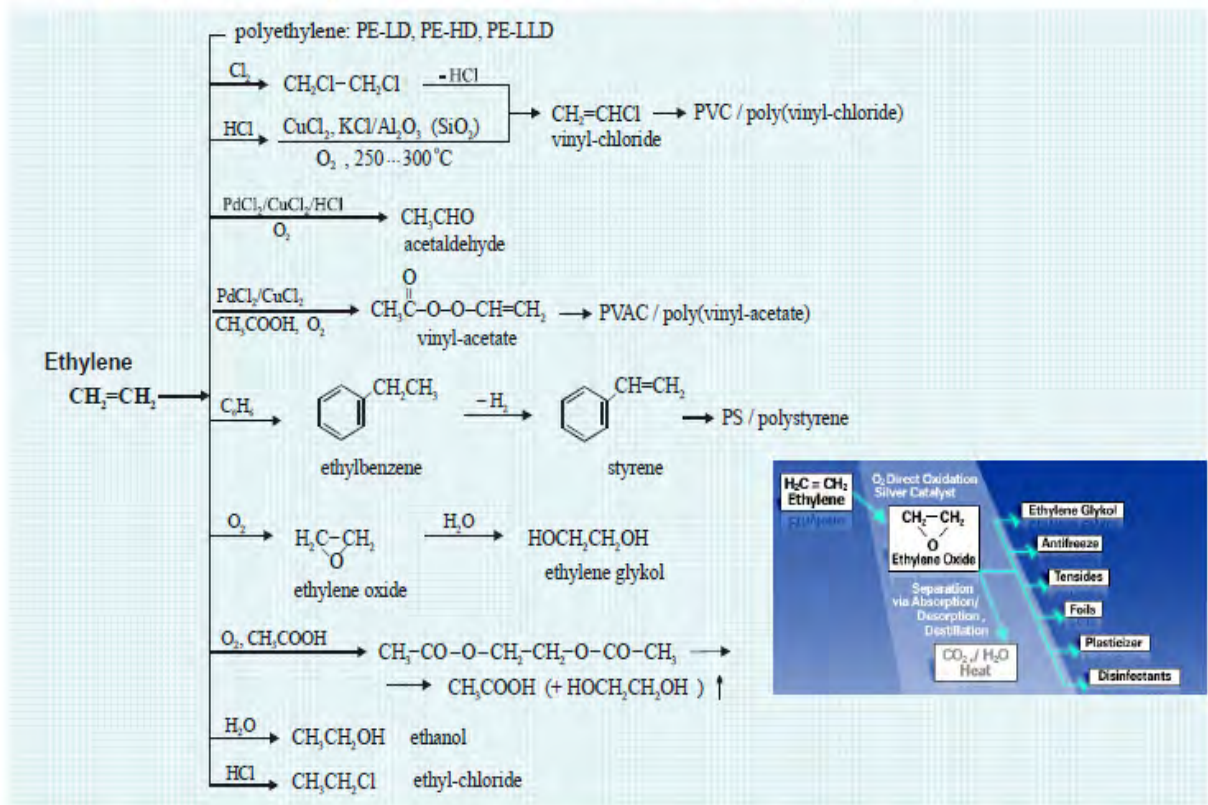 polyethylene: PE-LD, PE-HD, PE-LLD
Cl₂
CH₂Cl–CH₂Cl
-HCl
HCl
CuCl₂, KCl/Al₂O₃ (SiO₂)
O₂ , 250 ... 300 °C
CH₂=CHCl
vinyl-chloride
PVC / poly(vinyl-chloride)
PdCl₂/CuCl₂/HCl
O₂
CH₃CHO
acetaldehyde
PdCl₂/CuCl₂
CH₃COOH, O₂
O
CH₃C–O–O–CH=CH₂
vinyl-acetate
PVAC / poly(vinyl-acetate)
Ethylene
CH₂=CH₂
C₆H₆
CH₂CH₃
ethylbenzene
–H₂
CH=CH₂
styrene
PS / polystyrene
O₂
H₂C–CH₂
O
ethylene oxide
H₂O
HOCH₂CH₂OH
ethylene glykol
O₂, CH₃COOH
CH₃–CO–O–CH₂–CH₂–O–CO–CH₃
CH₃COOH (+ HOCH₂CH₂OH )
H₂O
CH₃CH₂OH ethanol
HCl
CH₃CH₂Cl ethyl-chloride
H₂C = CH₂
Ethylene
O₂ Direct Oxidation
Silver Catalyst
CH₂–CH₂
O
Ethylene Oxide
Separation
via Absorption/
Desorption ,
Destillation
CO₂ / H₂O
Heat
Ethylene Glykol
Antifreeze
Tensides
Foils
Plasticizer
Disinfectants